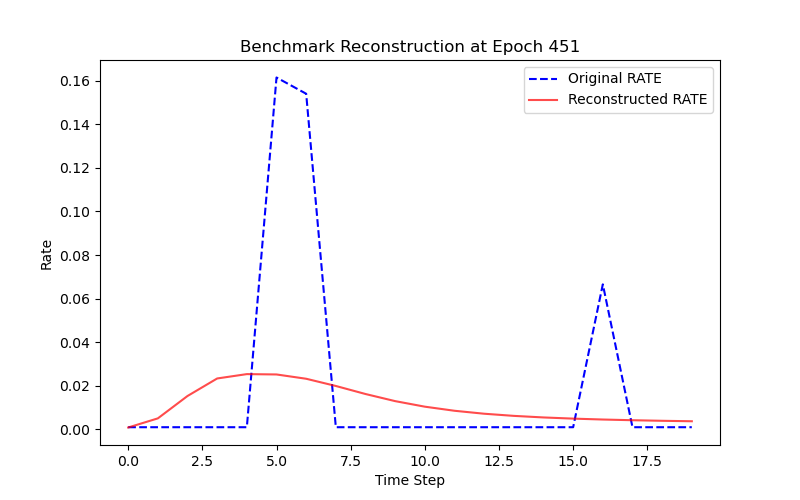 Benchmark Reconstruction at Epoch 451
Original RATE
Reconstructed RATE
Rate
0.16
0.14
0.12
0.10
0.08
0.06
0.04
0.02
0.00
0.0 2.5 5.0 7.5 10.0 12.5 15.0 17.5
Time Step